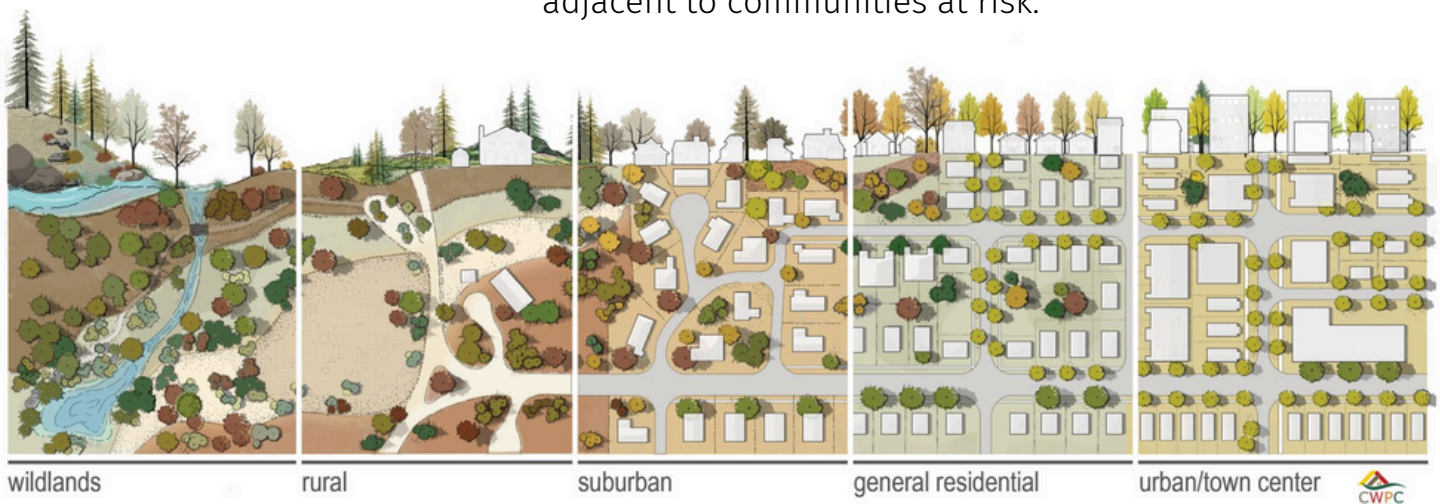 adjacent to communities at risk.
wildlands
rural
suburban
general residential
urban/town center
CWPC